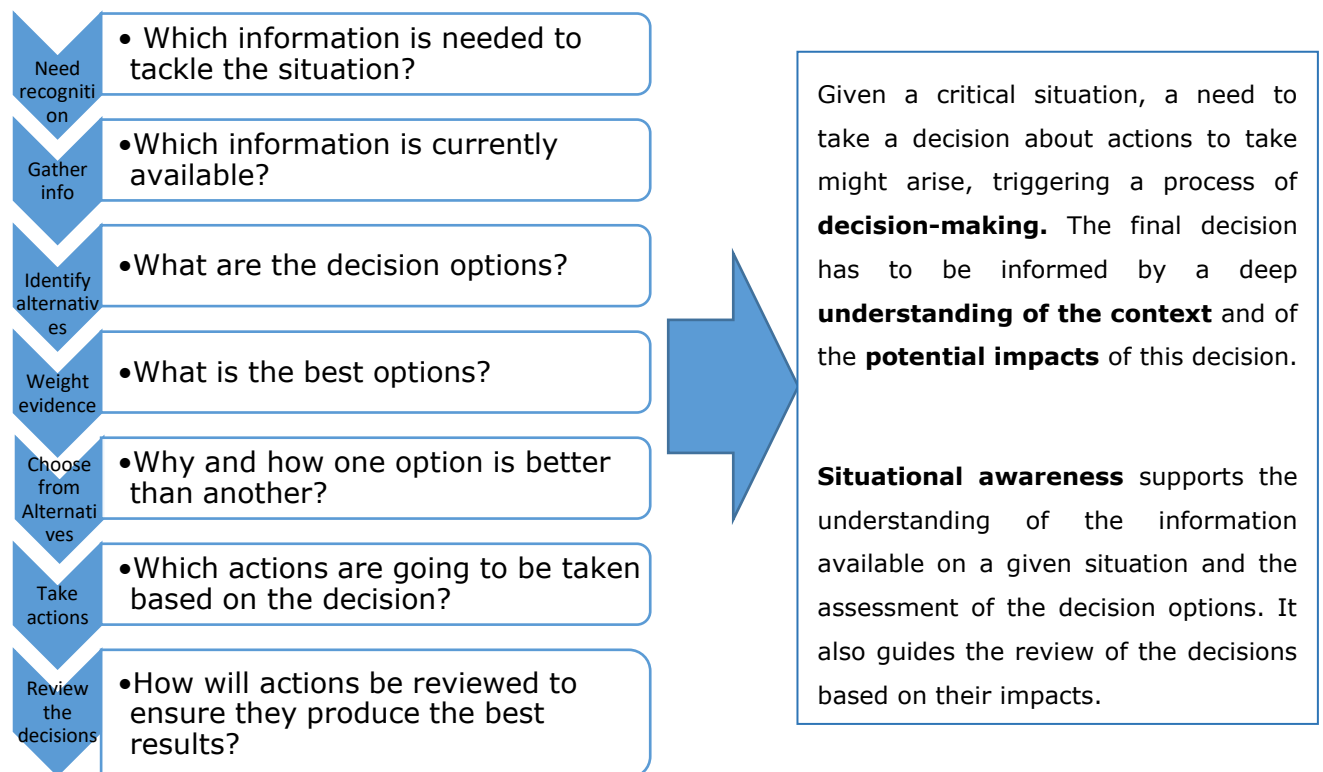 Need
recogniti
on
• Which information is needed to
tackle the situation?
Gather
info
•Which information is currently
available?
Identify
alternativ
es
•What are the decision options?
Weight
evidence
•What is the best options?
Choose
from
Alternati
ves
•Why and how one option is better
than another?
Take
actions
•Which actions are going to be taken
based on the decision?
Review
the
decisions
•How will actions be reviewed to
ensure they produce the best
results?
Given a critical situation, a need to
take a decision about actions to take
might arise, triggering a process of
decision-making. The final decision
has to be informed by a deep
understanding of the context and of
the potential impacts of this decision.
Situational awareness supports the
understanding of the information
available on a given situation and the
assessment of the decision options. It
also guides the review of the decisions
based on their impacts.